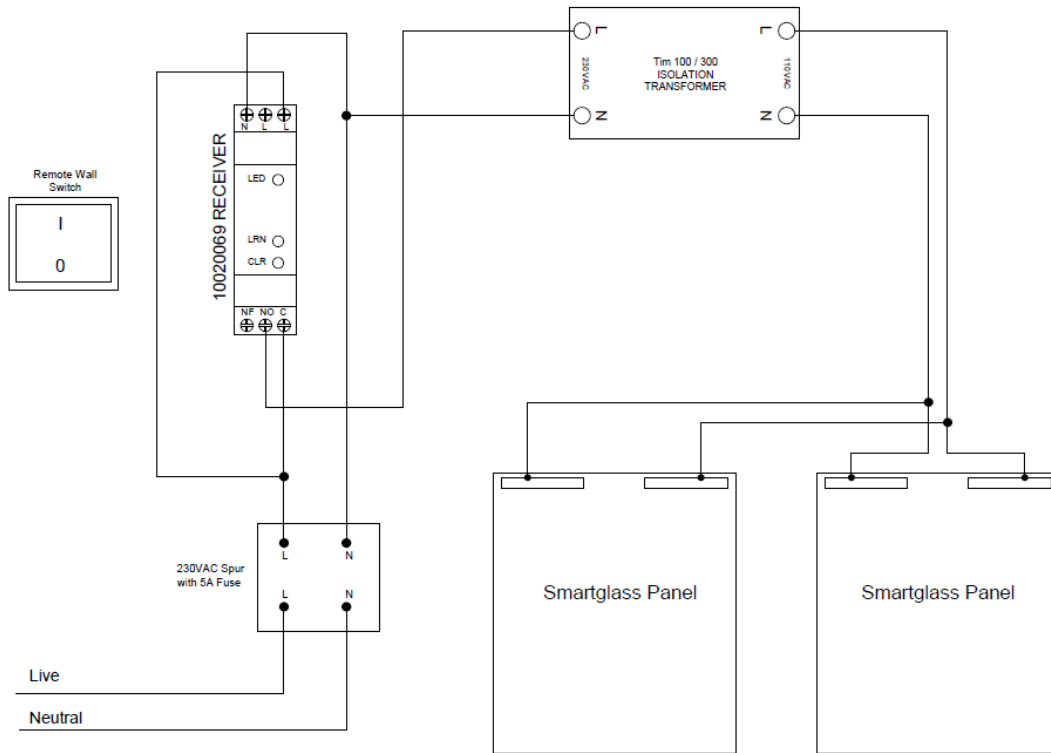 L
L
230VAC
Tim 100 / 300
ISOLATION
TRANSFORMER
110VAC
N
N
N L L
10020069 RECEIVER
LED
LRN
CLR
NF NO C
Remote Wall
Switch
I
0
230VAC Spur
with 5A Fuse
L N
L N
Smartglass Panel
Smartglass Panel
Live
Neutral